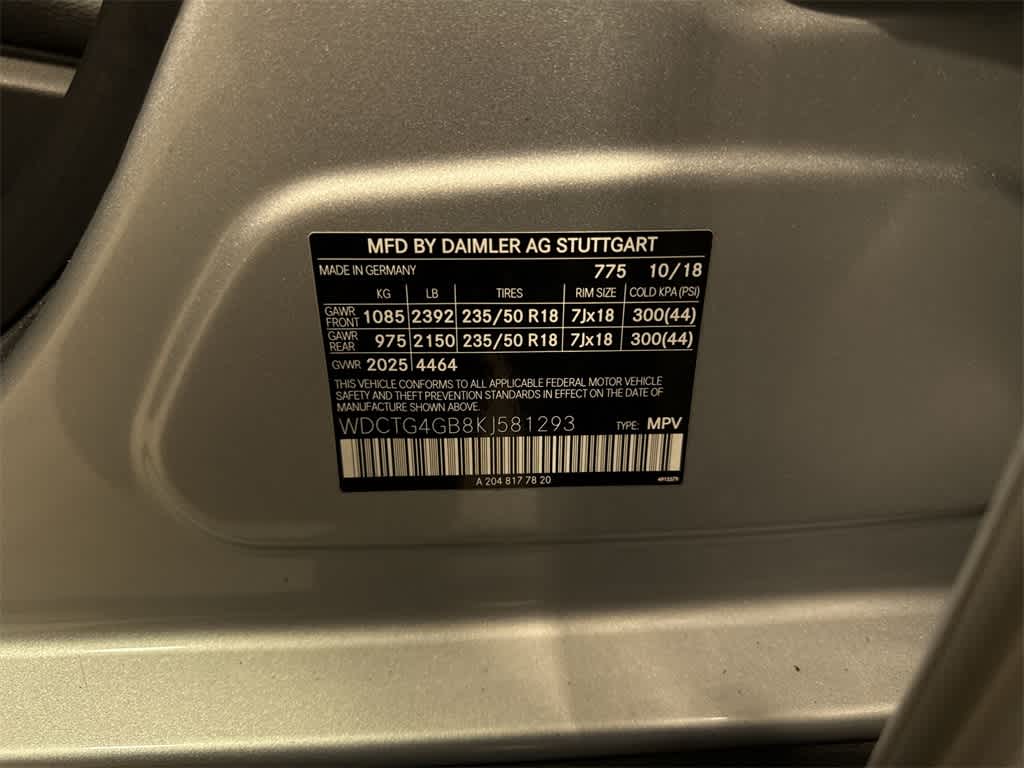 MFD BY DAIMLER AG STUTTGART
MADE IN GERMANY 775 10/18
KG LB TIRES RIM SIZE COLD KPA (PSI)
GAWR FRONT 1085 2392 235/50 R18 7Jx18 300(44)
GAWR REAR 975 2150 235/50 R18 7Jx18 300(44)
GVWR 2025 4464
THIS VEHICLE CONFORMS TO ALL APPLICABLE FEDERAL MOTOR VEHICLE
SAFETY AND THEFT PREVENTION STANDARDS IN EFFECT ON THE DATE OF
MANUFACTURE SHOWN ABOVE.
WDCTG4GB8KJ581293 TYPE: MPV
A 204 817 78 20